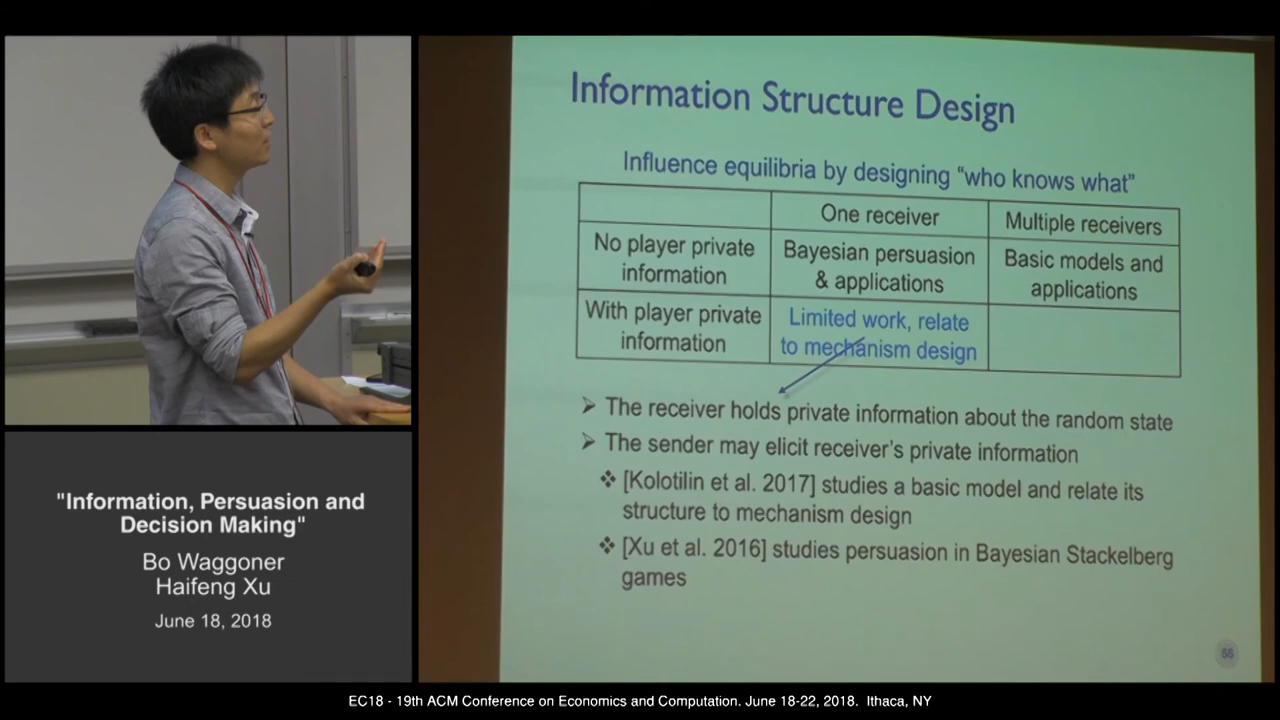 Information Structure Design
Influence equilibria by designing “who knows what”
One receiver
Multiple receivers
No player private
information
Bayesian persuasion
& applications
Basic models and
applications
With player private
information
Limited work, relate
to mechanism design
➢ The receiver holds private information about the random state
➢ The sender may elicit receiver’s private information
❖ [Kolotilin et al. 2017] studies a basic model and relate its
structure to mechanism design
❖ [Xu et al. 2016] studies persuasion in Bayesian Stackelberg
games
55
"Information, Persuasion and
Decision Making"
Bo Waggoner
Haifeng Xu
June 18, 2018
EC18 - 19th ACM Conference on Economics and Computation. June 18-22, 2018. Ithaca, NY